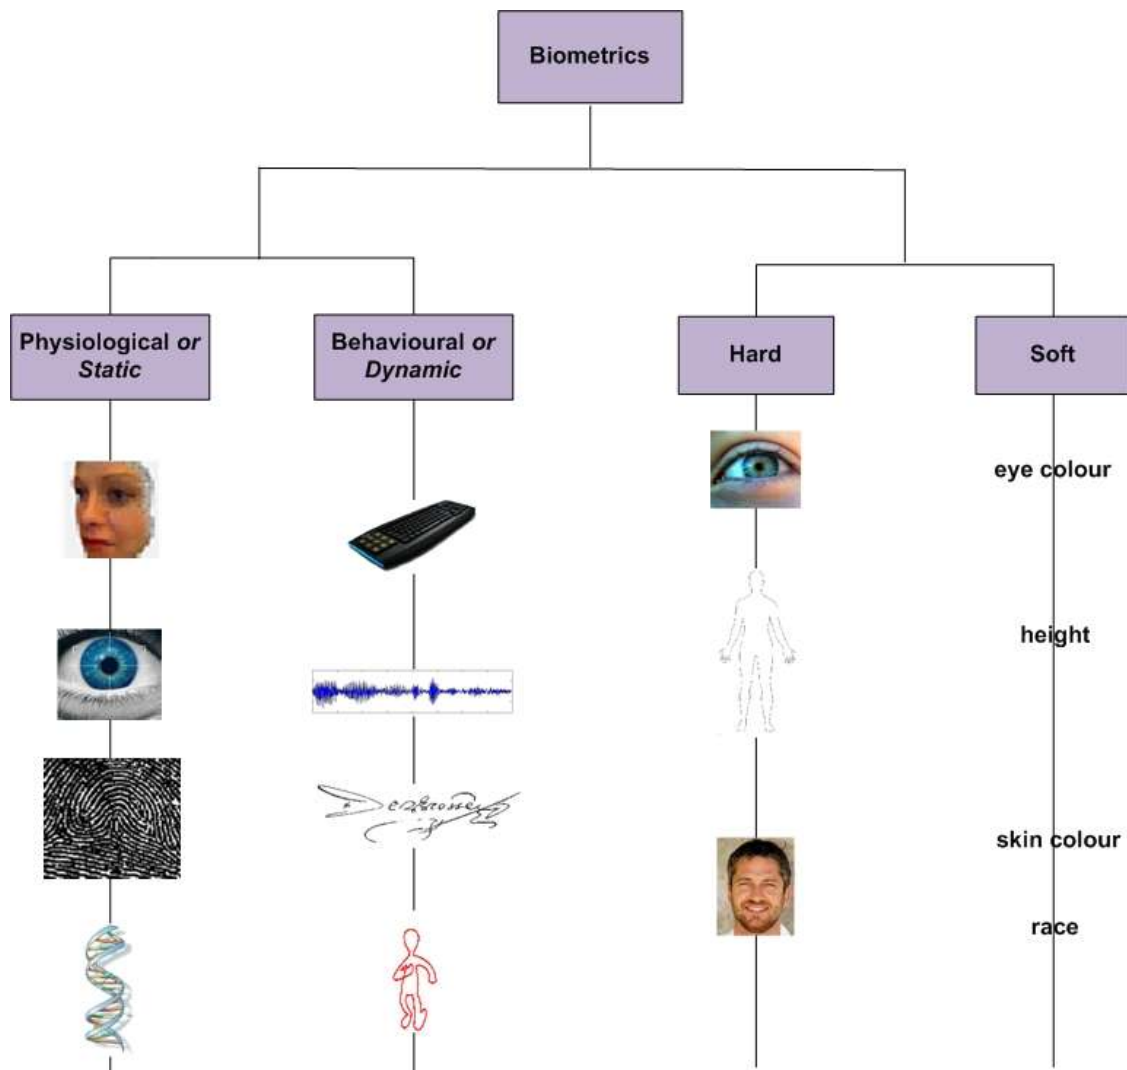 Biometrics
Physiological or
Static
Behavioural or
Dynamic
Hard
Soft
eye colour
height
skin colour
race